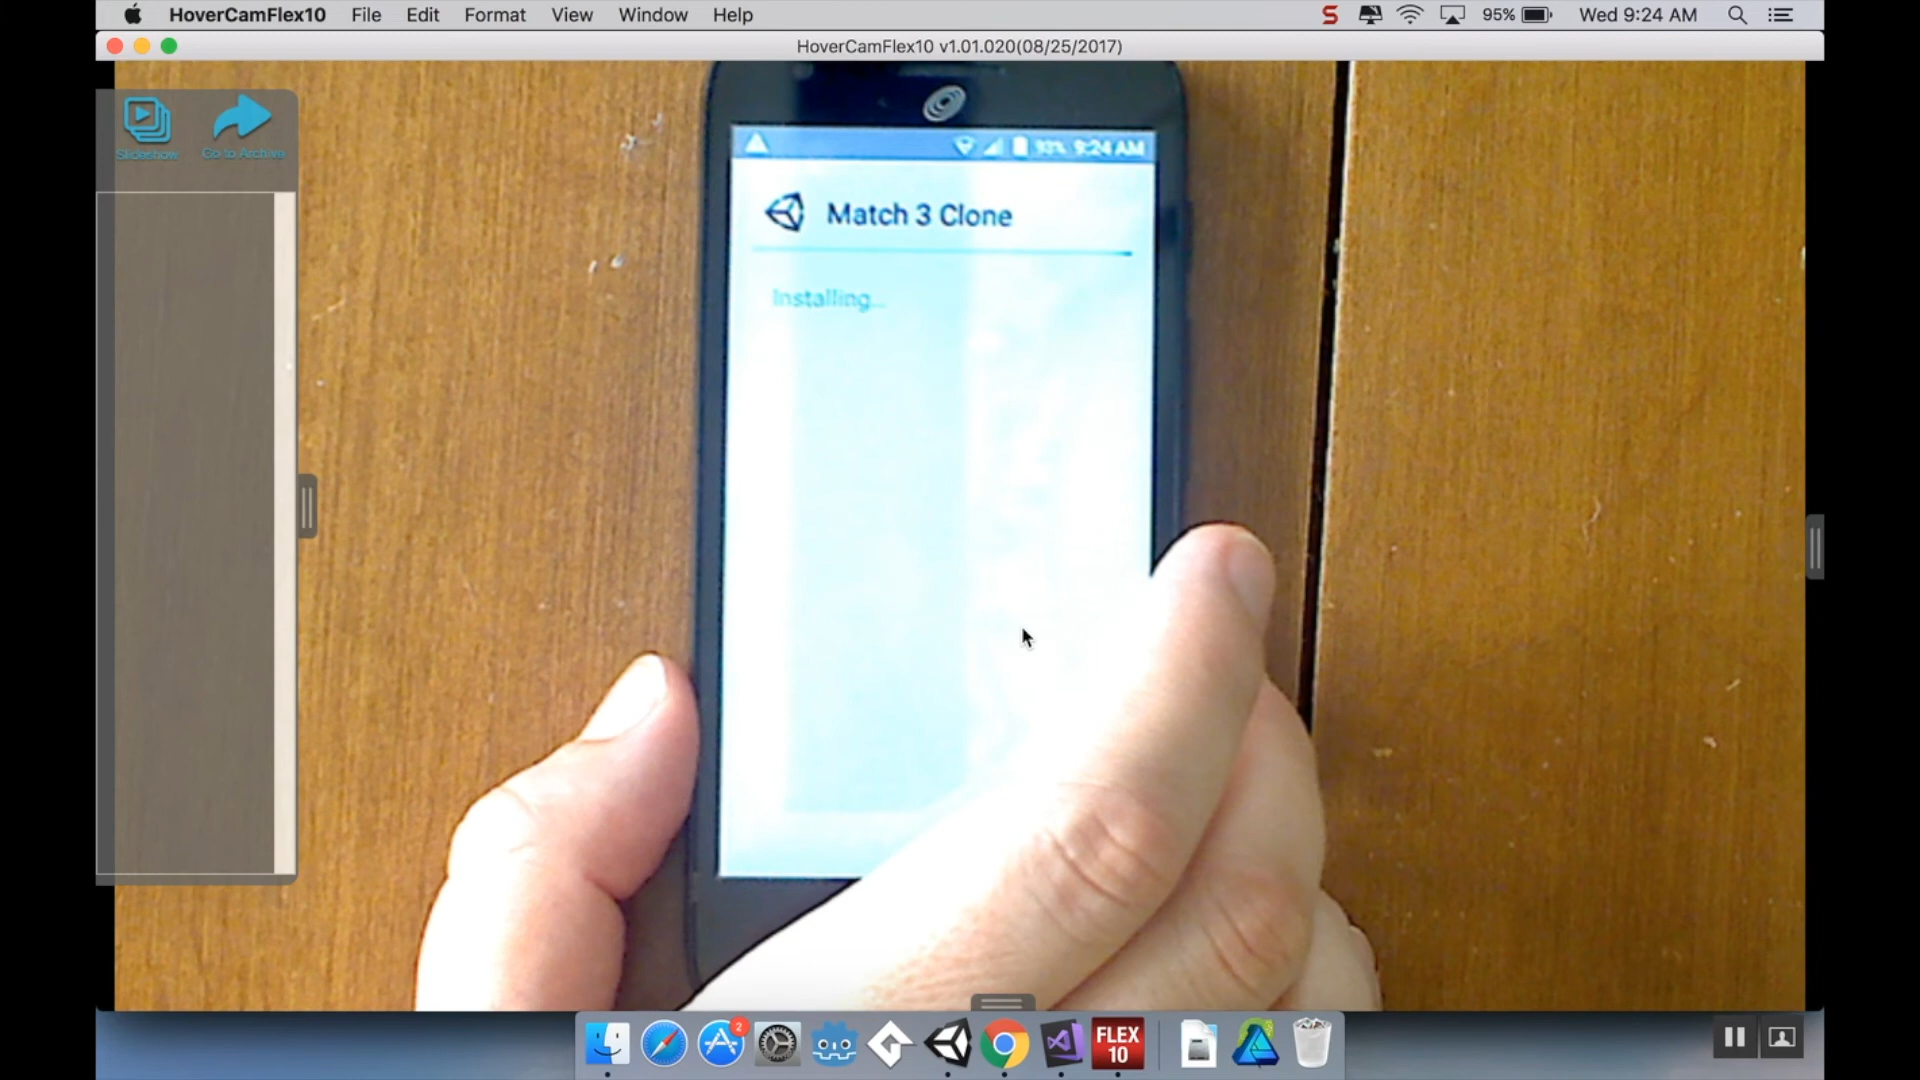 HoverCamFlex10 File Edit Format View Window Help S 95% Wed 9:24 AM
HoverCamFlex10 v1.01.020(08/25/2017)
Slideshow Go to Archive
93% 9:24 AM
Match 3 Clone
Installing...
2
FLEX
10